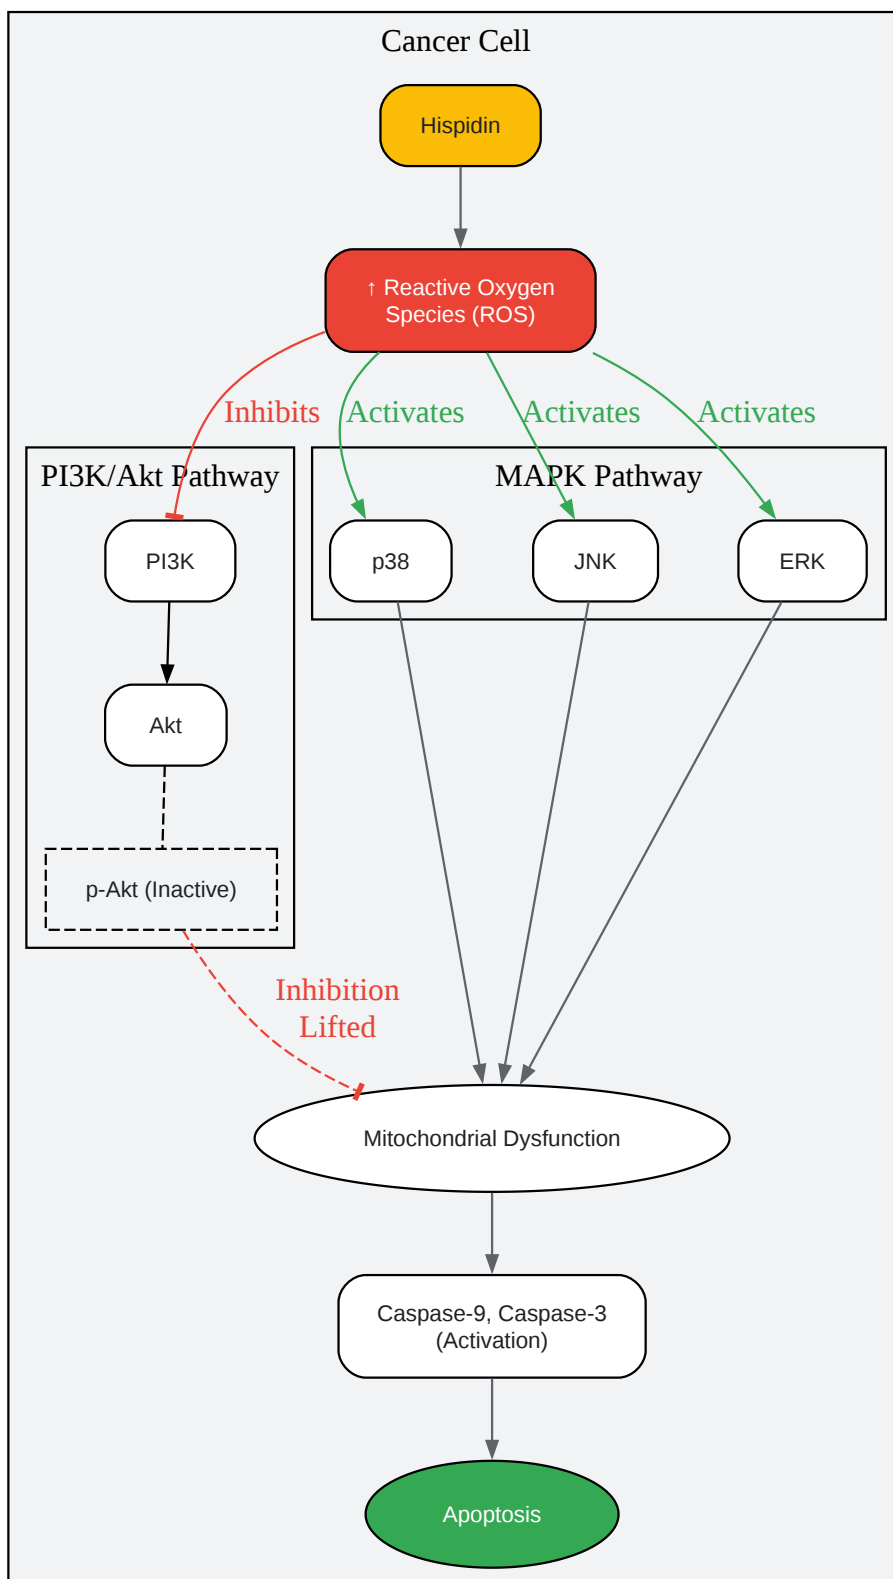 Cancer Cell
Hispidin
↑ Reactive Oxygen
Species (ROS)
Inhibits
Activates
Activates
Activates
PI3K/Akt Pathway
MAPK Pathway
PI3K
p38
JNK
ERK
Akt
p-Akt (Inactive)
Inhibition
Lifted
Mitochondrial Dysfunction
Caspase-9, Caspase-3
(Activation)
Apoptosis